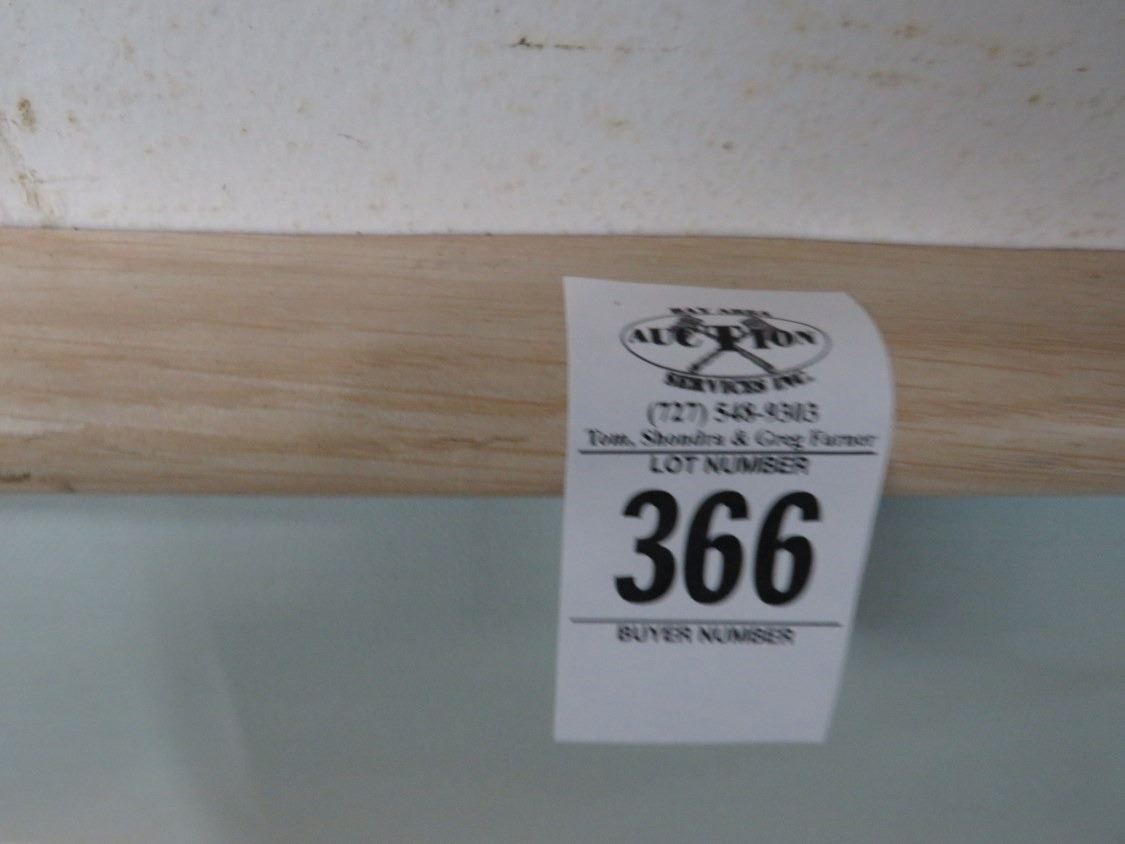 BAY AREA
AUCTION
SERVICES INC.
(727) 548-9303
Tom, Shondra & Greg Farner
LOT NUMBER
366
BUYER NUMBER